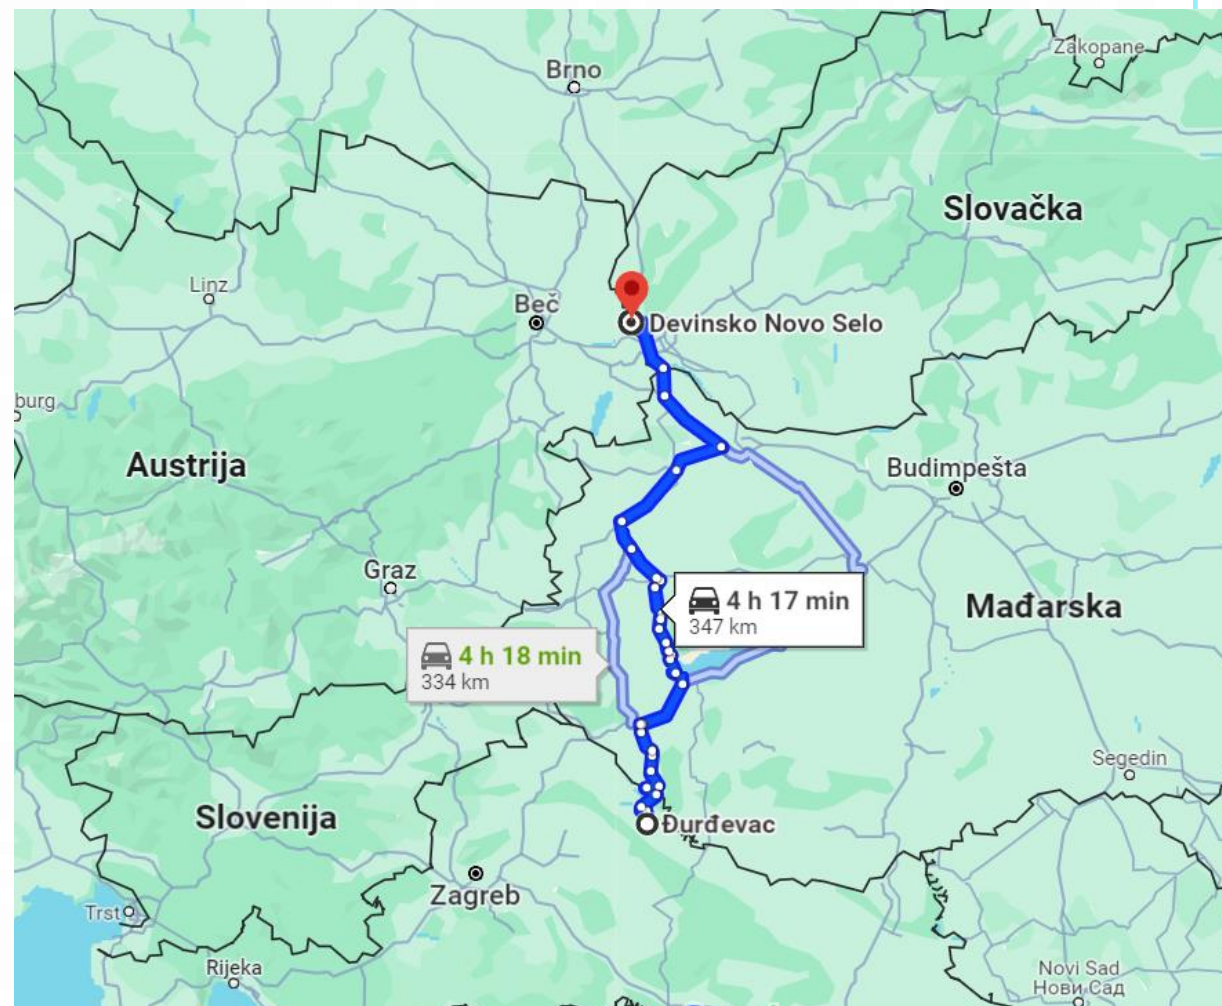 Zakopane
Brno
Slovačka
Linz
Beč
Devinsko Novo Selo
burg
Austrija
Budimpešta
Graz
4 h 17 min
347 km
Mađarska
4 h 18 min
334 km
Segedin
Slovenija
Đurđevac
Zagreb
Trst
Rijeka
Novi Sad
Нови Сад